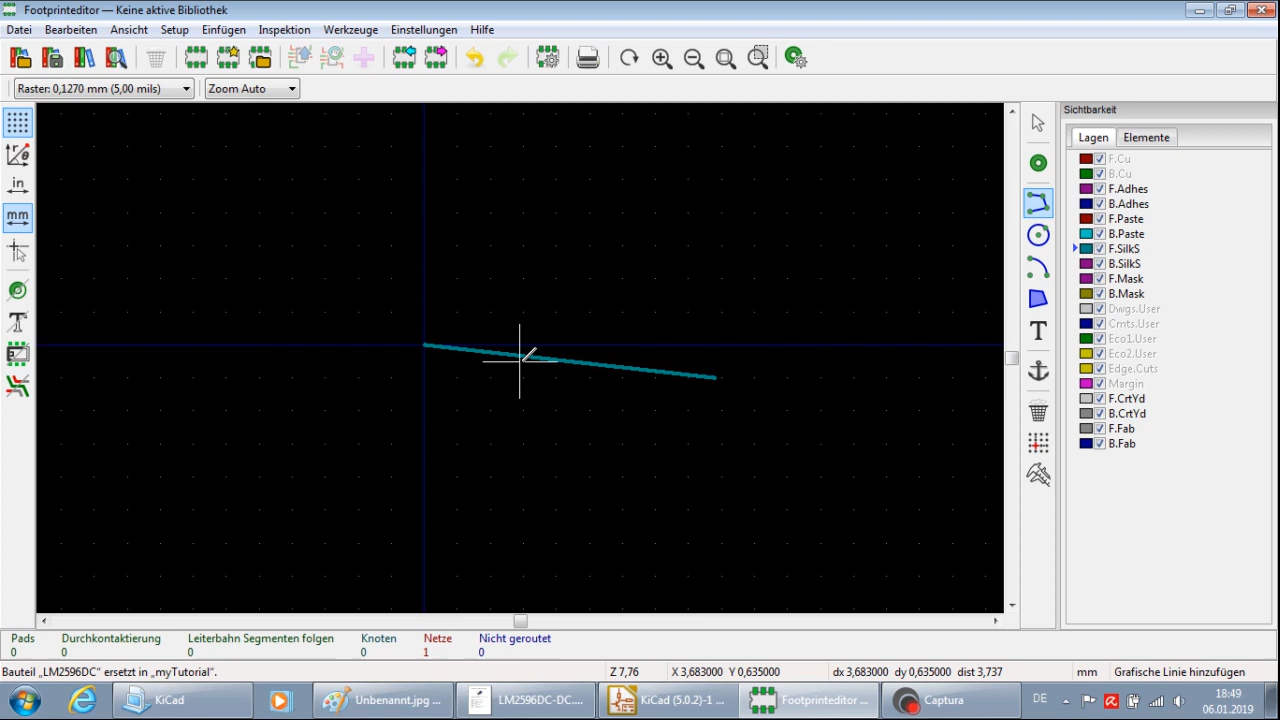 Footprinteditor — Keine aktive Bibliothek
Datei Bearbeiten Ansicht Setup Einfügen Inspektion Werkzeuge Einstellungen Hilfe
Raster: 0,1270 mm (5,00 mils) Zoom Auto
in
mm
Sichtbarkeit
Lagen Elemente
F.Cu
B.Cu
F.Adhes
B.Adhes
F.Paste
B.Paste
F.SilkS
B.SilkS
F.Mask
B.Mask
Dwgs.User
Cmts.User
Eco1.User
Eco2.User
Edge.Cuts
Margin
F.CrtYd
B.CrtYd
F.Fab
B.Fab
Pads Durchkontaktierung Leiterbahn Segmenten folgen Knoten Netze Nicht geroutet
0 0 0 0 1 0
Bauteil „LM2596DC“ ersetzt in „myTutorial“. Z 7,76 X 3,683000 Y 0,635000 dx 3,683000 dy 0,635000 dist 3,737 mm Grafische Linie hinzufügen
KiCad Unbenannt.jpg ... LM2596DC-DC.... KiCad (5.0.2)-1 ... Footprinteditor ... Captura DE 18:49
06.01.2019